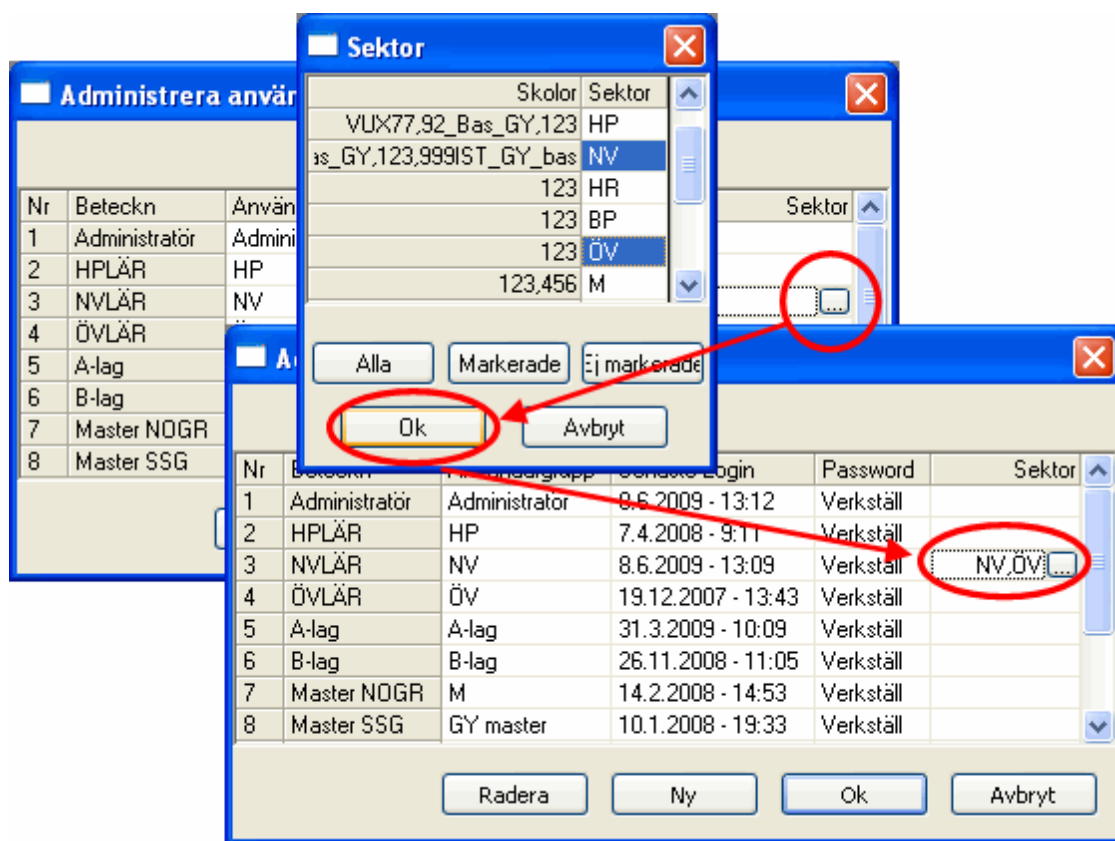 Sektor
Skolor Sektor
VUX77,92_Bas_GY,123 HP
as_GY,123,999IST_GY_bas NV
123 HR
123 BP
123 ÖV
123,456 M
Alla Markerade Ej markerade
Ok Avbryt
Administrera använ
Nr Beteckn Använ Sektor
1 Administratör Admini
2 HPLÄR HP
3 NVLÄR NV ...
4 ÖVLÄR
5 A-lag
6 B-lag
7 Master NOGR
8 Master SSG
A
Nr Login Password Sektor
1 Administratör Administratör 8.6.2009 - 13:12 Verkställ
2 HPLÄR HP 7.4.2008 - 9:11 Verkställ
3 NVLÄR NV 8.6.2009 - 13:09 Verkställ NV,ÖV ...
4 ÖVLÄR ÖV 19.12.2007 - 13:43 Verkställ
5 A-lag A-lag 31.3.2009 - 10:09 Verkställ
6 B-lag B-lag 26.11.2008 - 11:05 Verkställ
7 Master NOGR M 14.2.2008 - 14:53 Verkställ
8 Master SSG GY master 10.1.2008 - 19:33 Verkställ
Radera Ny Ok Avbryt